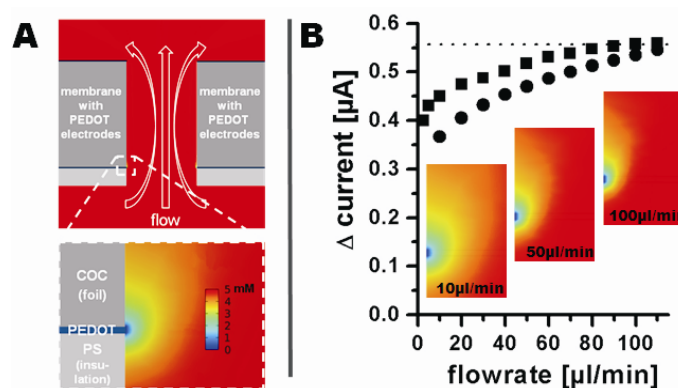 A
membrane
with
PEDOT
electrodes
membrane
with
PEDOT
electrodes
flow
COC
(foil)
PEDOT
PS
(insu-
lation)
5 mM
4
3
2
1
0
B
Δ current [µA]
0.6
0.5
0.4
0.3
0.2
0.1
0.0
10µl/min
50µl/min
100µl/min
0 20 40 60 80 100
flowrate [µl/min]